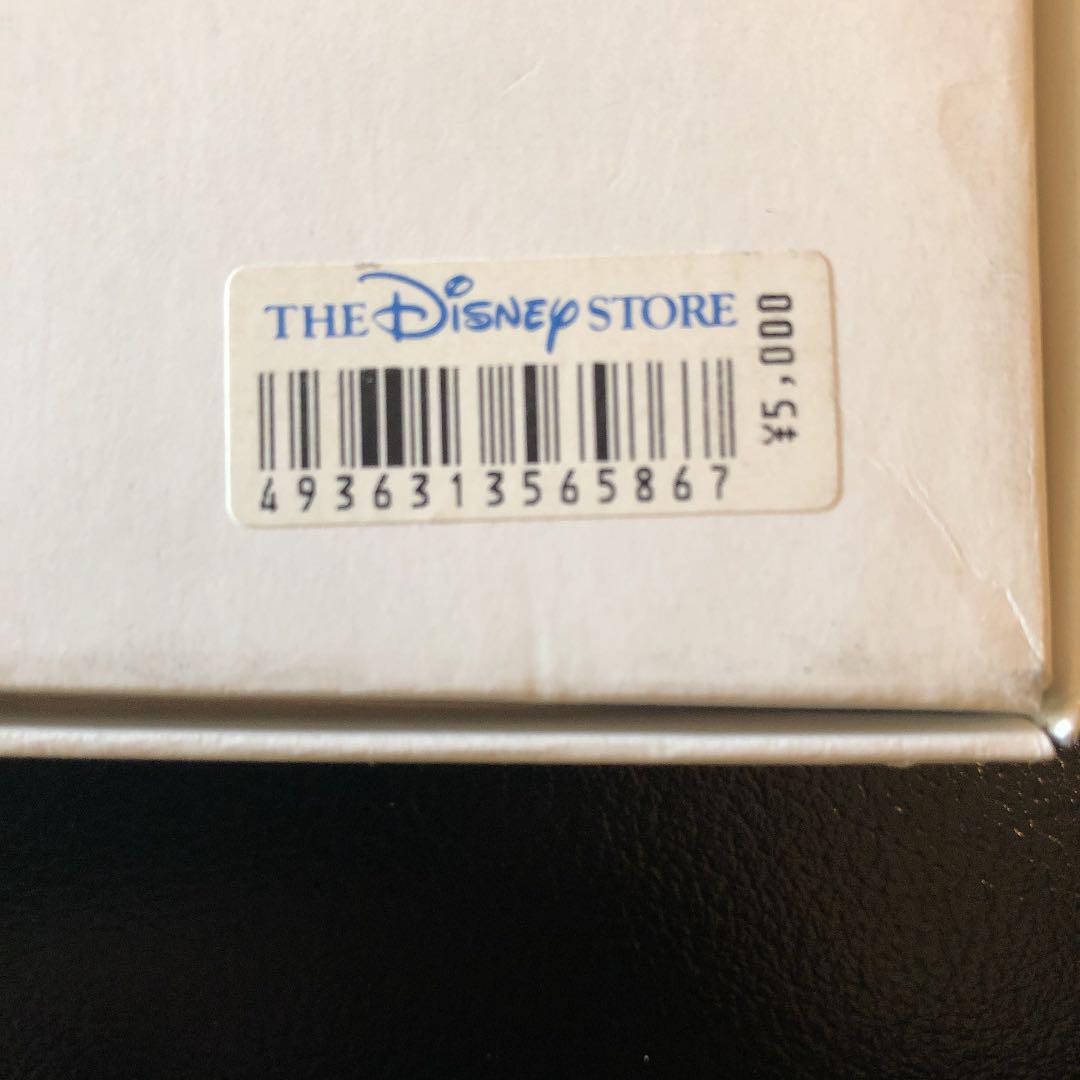 THE Disney STORE
4936313565867
¥5,000